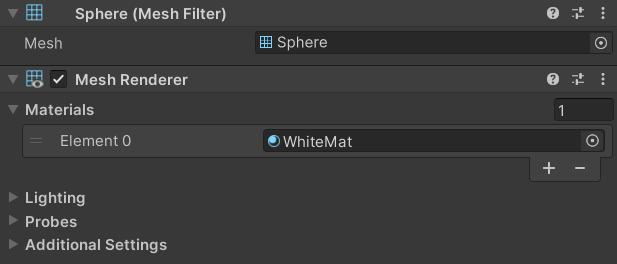 Sphere (Mesh Filter)
Mesh Sphere
Mesh Renderer
Materials 1
Element 0 WhiteMat
Lighting
Probes
Additional Settings